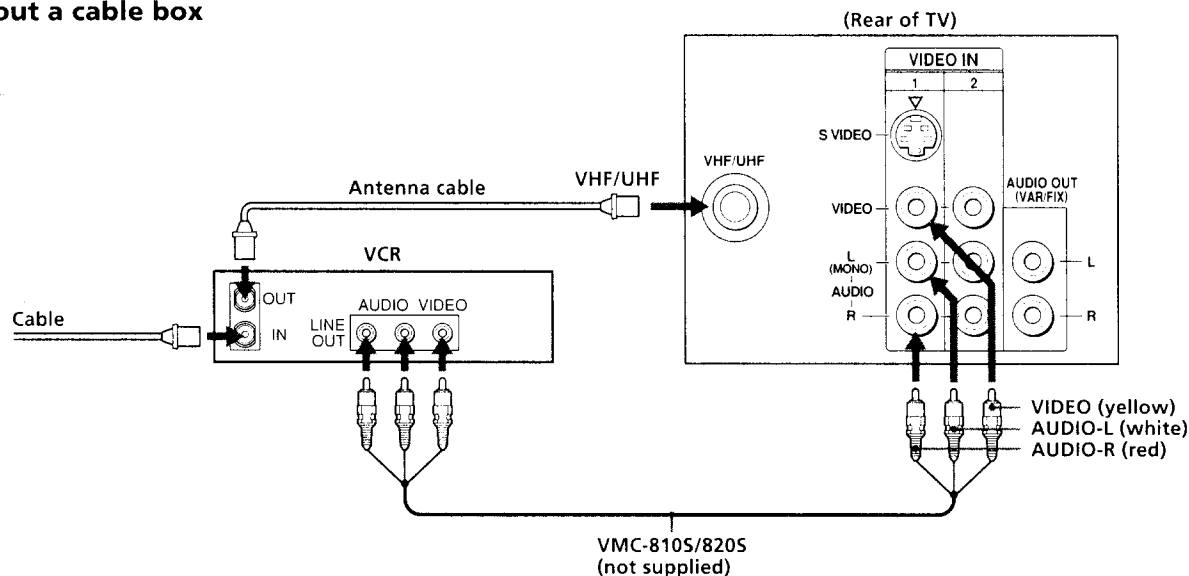 out a cable box
(Rear of TV)
VIDEO IN
1 2
S VIDEO
VHF/UHF
AUDIO OUT
(VAR/FIX)
VIDEO
L
(MONO)
AUDIO
R
L
R
Antenna cable
VHF/UHF
VCR
OUT
IN
AUDIO VIDEO
LINE
OUT
Cable
VIDEO (yellow)
AUDIO-L (white)
AUDIO-R (red)
VMC-810S/820S
(not supplied)